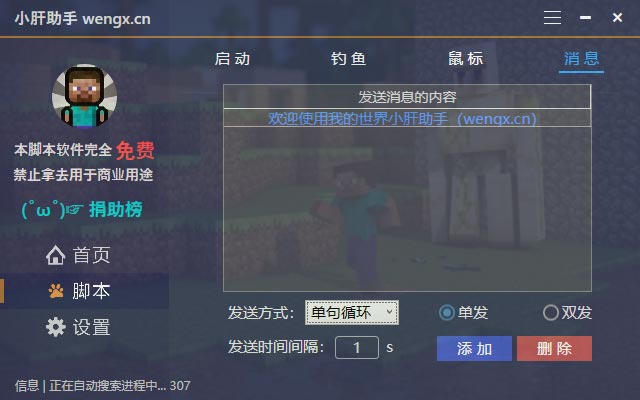 小肝助手 wengx.cn
启动 钓鱼 鼠标 消息
发送消息的内容
欢迎使用我的世界小肝助手（wengx.cn）
本脚本软件完全 免费
禁止拿去用于商业用途
(ﾟωﾟ)☞ 捐助榜
首页
脚本
设置
发送方式： 单句循环 单发 双发
发送时间间隔： 1 s 添加 删除
信息 | 正在自动搜索进程中... 307